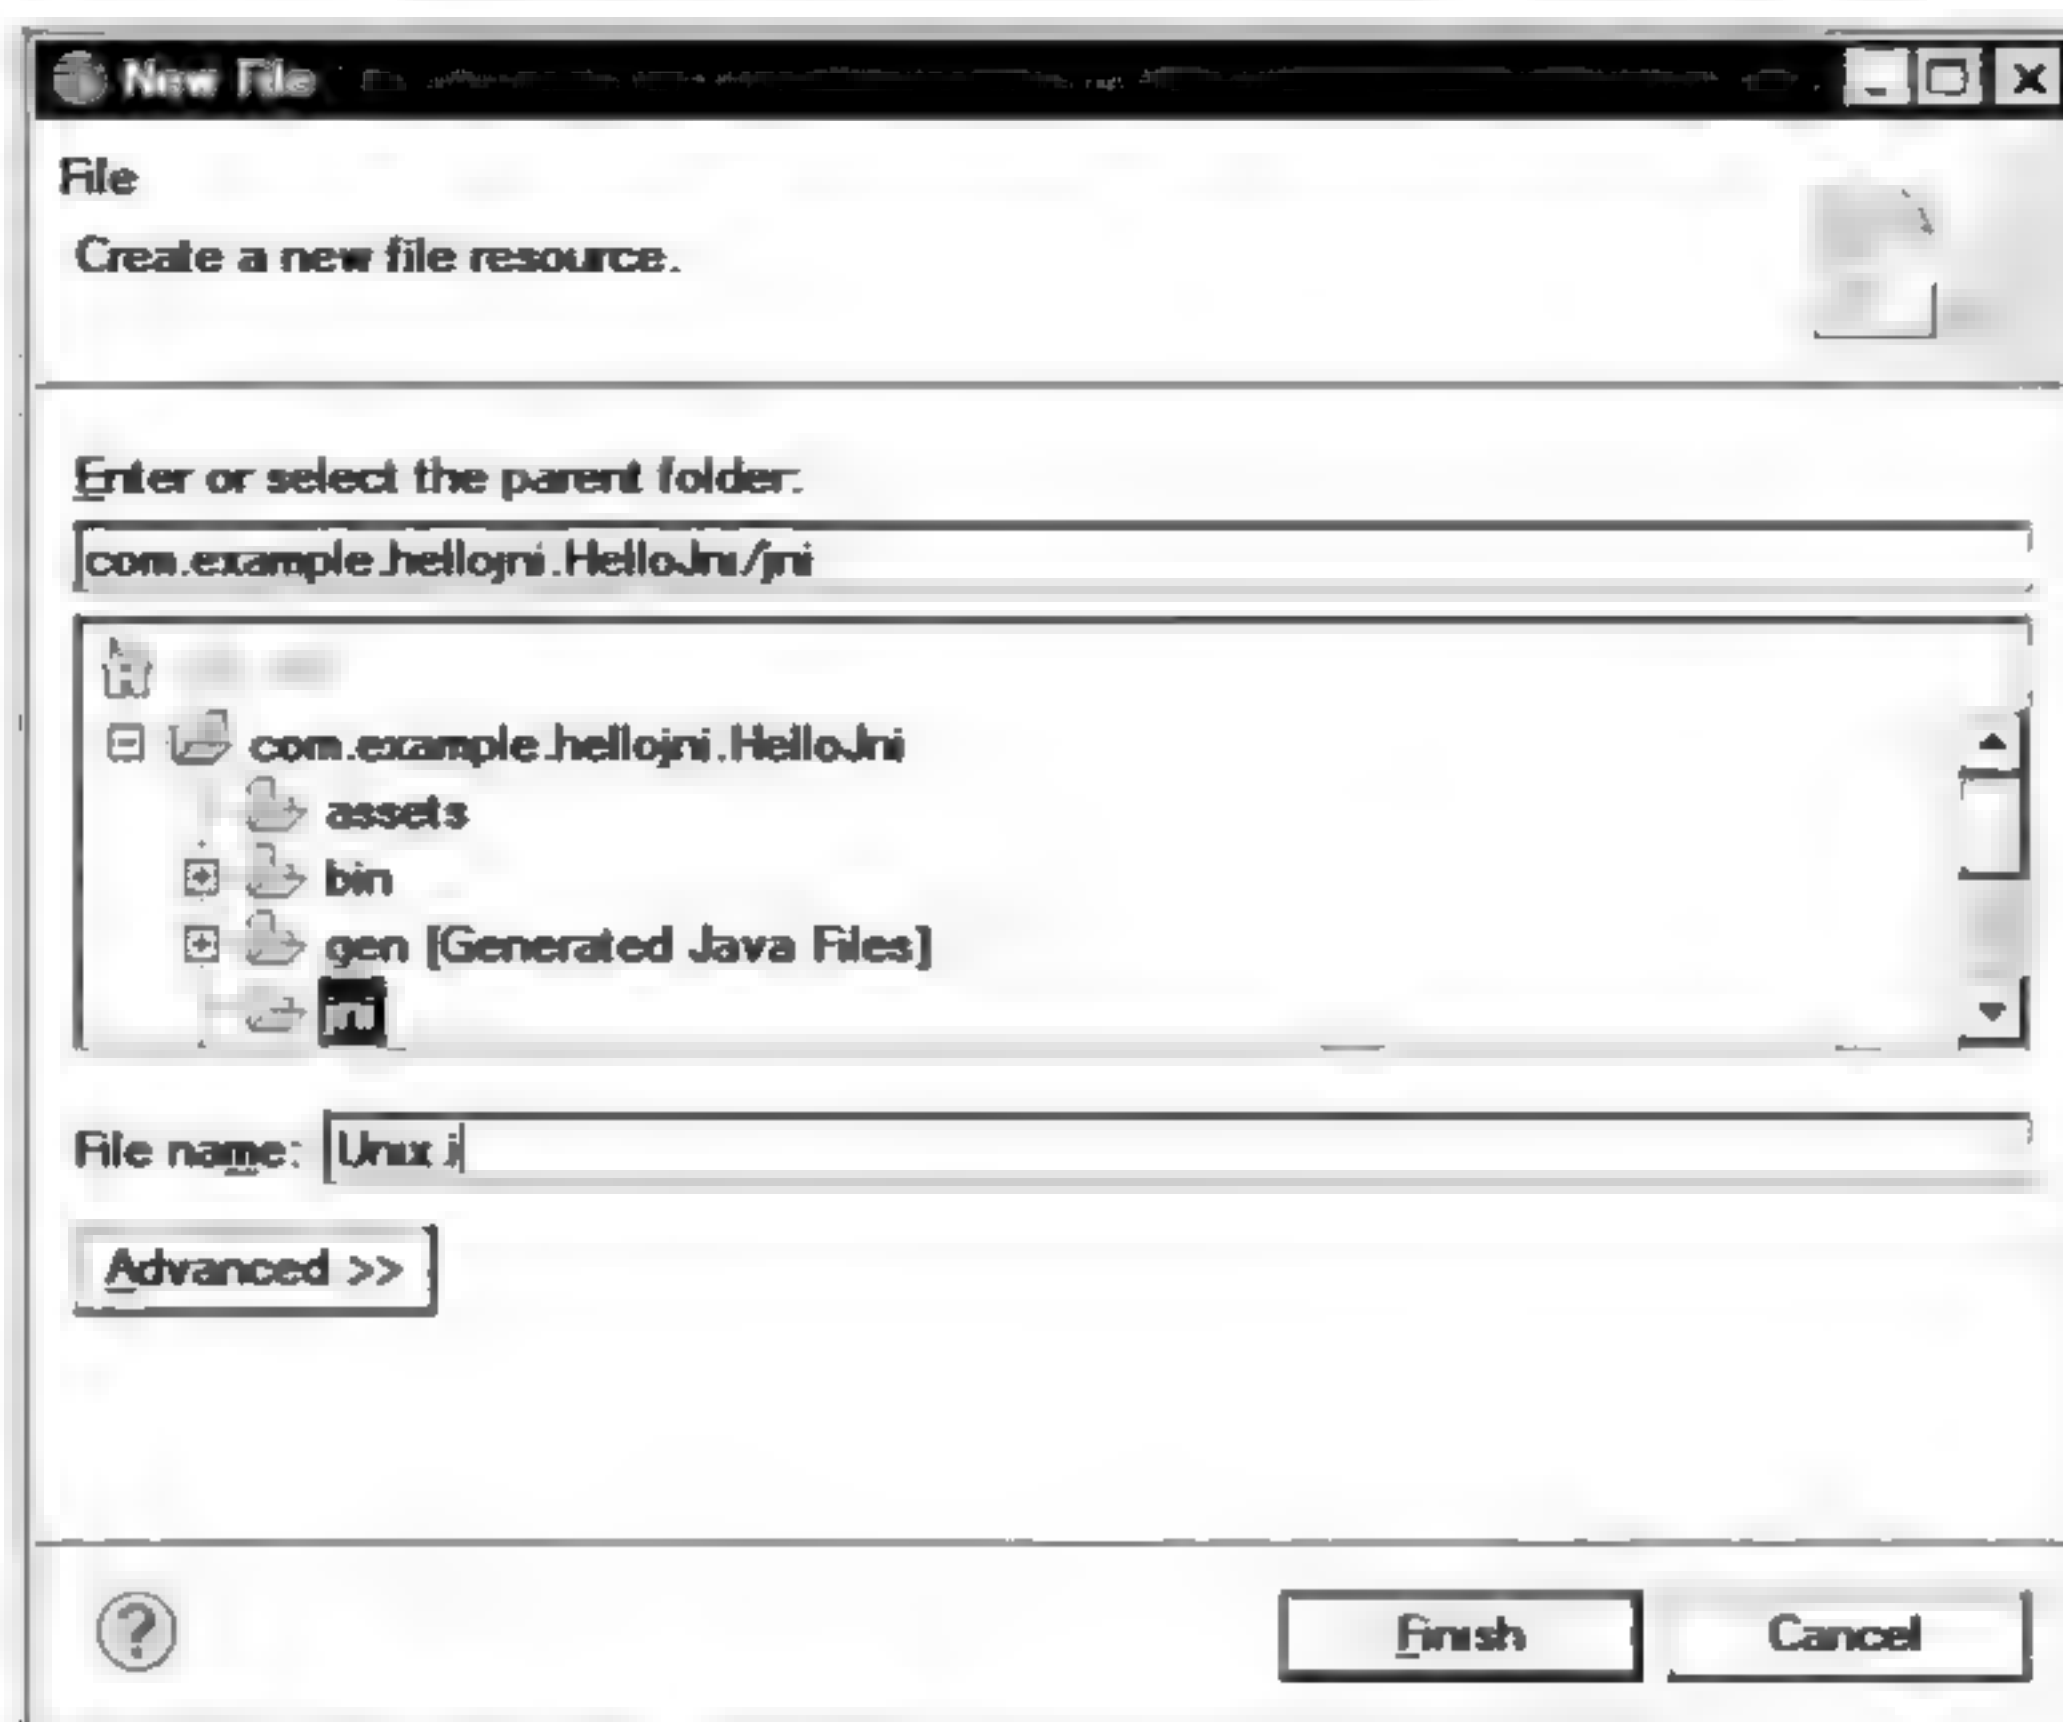 New File
File
Create a new file resource.
Enter or select the parent folder:
com.example.hellojni.HelloJni/jni
com.example.hellojni.HelloJni
assets
bin
gen [Generated Java Files]
jni
File name: Unix.i
Advanced >>
Finish
Cancel